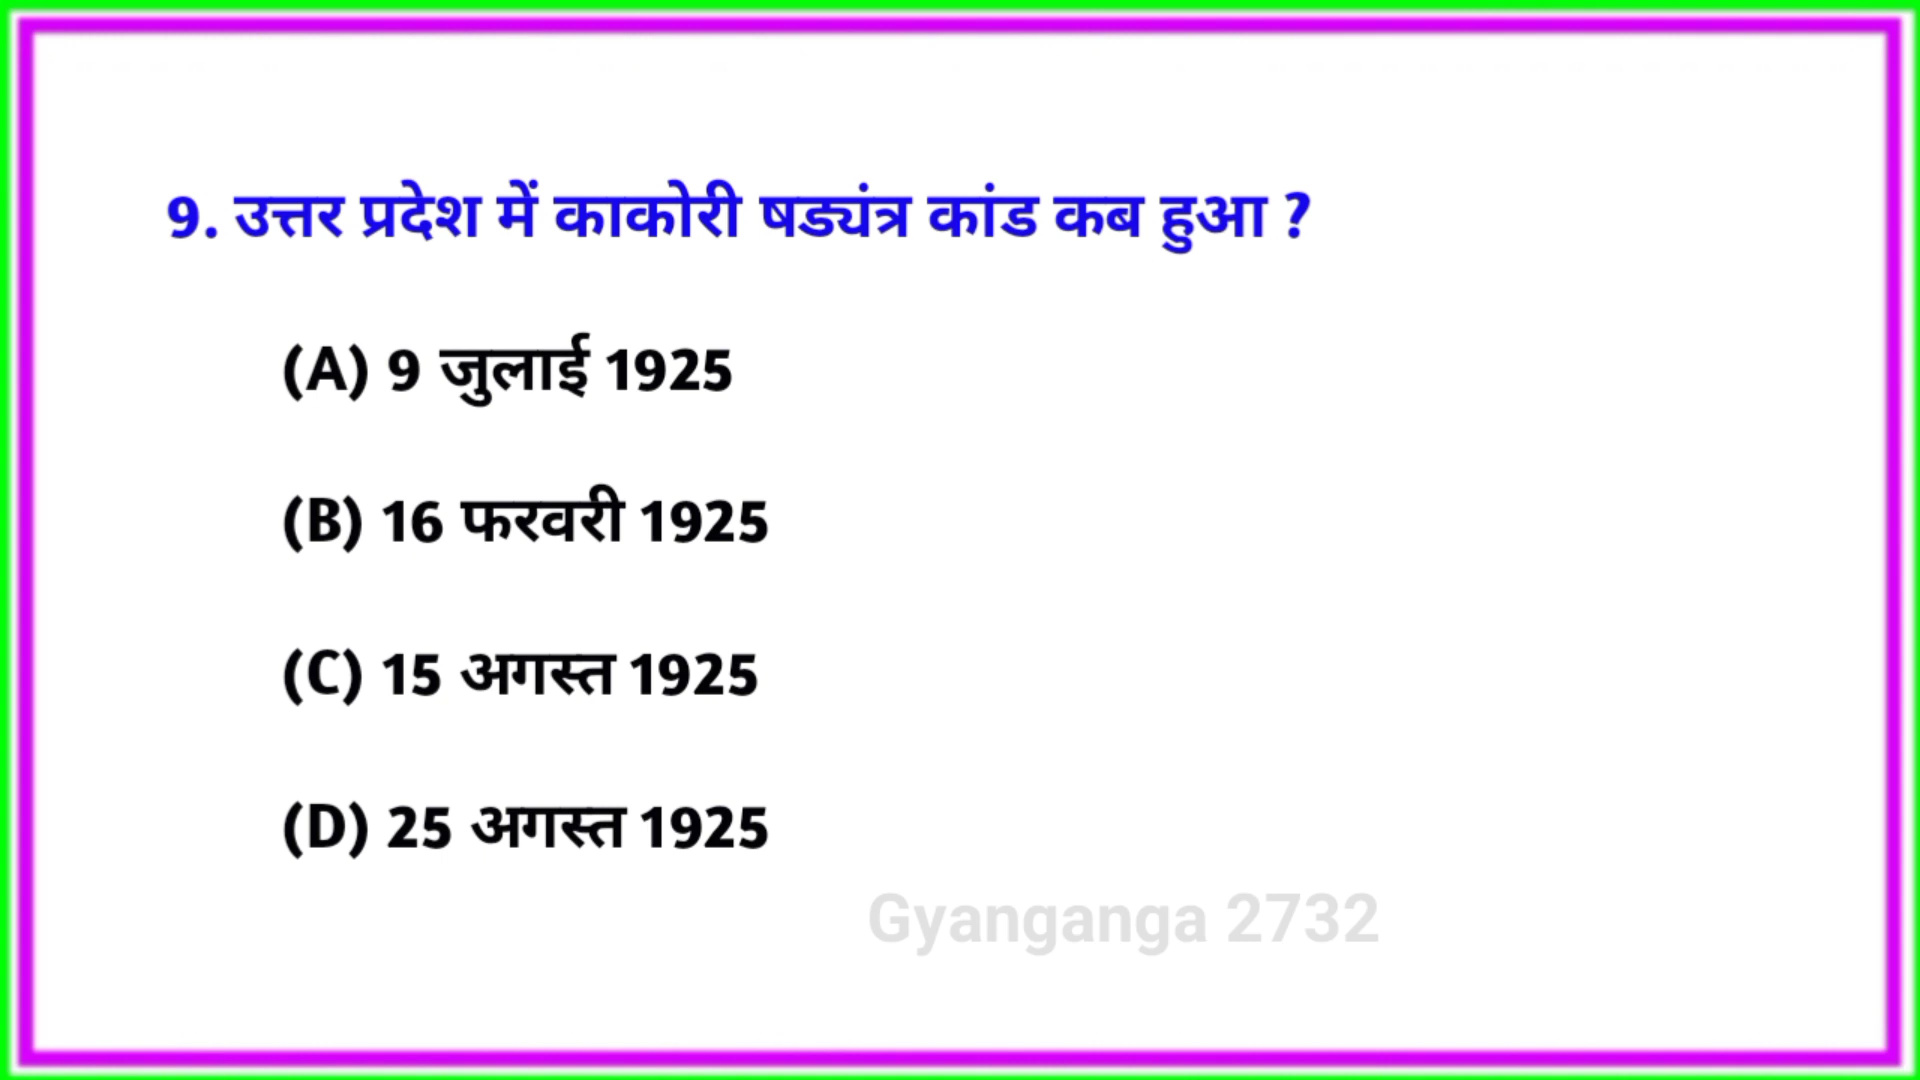 9. उत्तर प्रदेश में काकोरी षड्यंत्र कांड कब हुआ ?
(A) 9 जुलाई 1925
(B) 16 फरवरी 1925
(C) 15 अगस्त 1925
(D) 25 अगस्त 1925
Gyanganga 2732